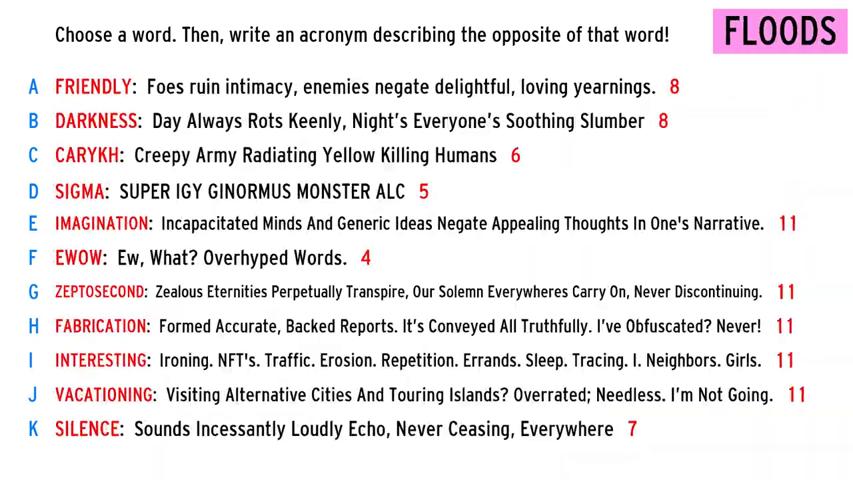 Choose a word. Then, write an acronym describing the opposite of that word!
FLOODS
A FRIENDLY: Foes ruin intimacy, enemies negate delightful, loving yearnings. 8
B DARKNESS: Day Always Rots Keenly, Night's Everyone's Soothing Slumber 8
C CARYKH: Creepy Army Radiating Yellow Killing Humans 6
D SIGMA: SUPER IGY GINORMUS MONSTER ALC 5
E IMAGINATION: Incapacitated Minds And Generic Ideas Negate Appealing Thoughts In One's Narrative. 11
F EWOW: Ew, What? Overhyped Words. 4
G ZEPTOSECOND: Zealous Eternities Perpetually Transpire, Our Solemn Everywheres Carry On, Never Discontinuing. 11
H FABRICATION: Formed Accurate, Backed Reports. It's Conveyed All Truthfully. I've Obfuscated? Never! 11
I INTERESTING: Ironing. NFT's. Traffic. Erosion. Repetition. Errands. Sleep. Tracing. I. Neighbors. Girls. 11
J VACATIONING: Visiting Alternative Cities And Touring Islands? Overrated; Needless. I'm Not Going. 11
K SILENCE: Sounds Incessantly Loudly Echo, Never Ceasing, Everywhere 7